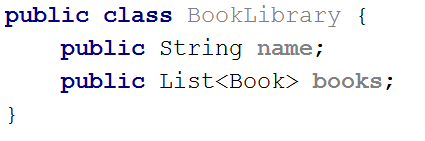 public class BookLibrary {
    public String name;
    public List<Book> books;
}